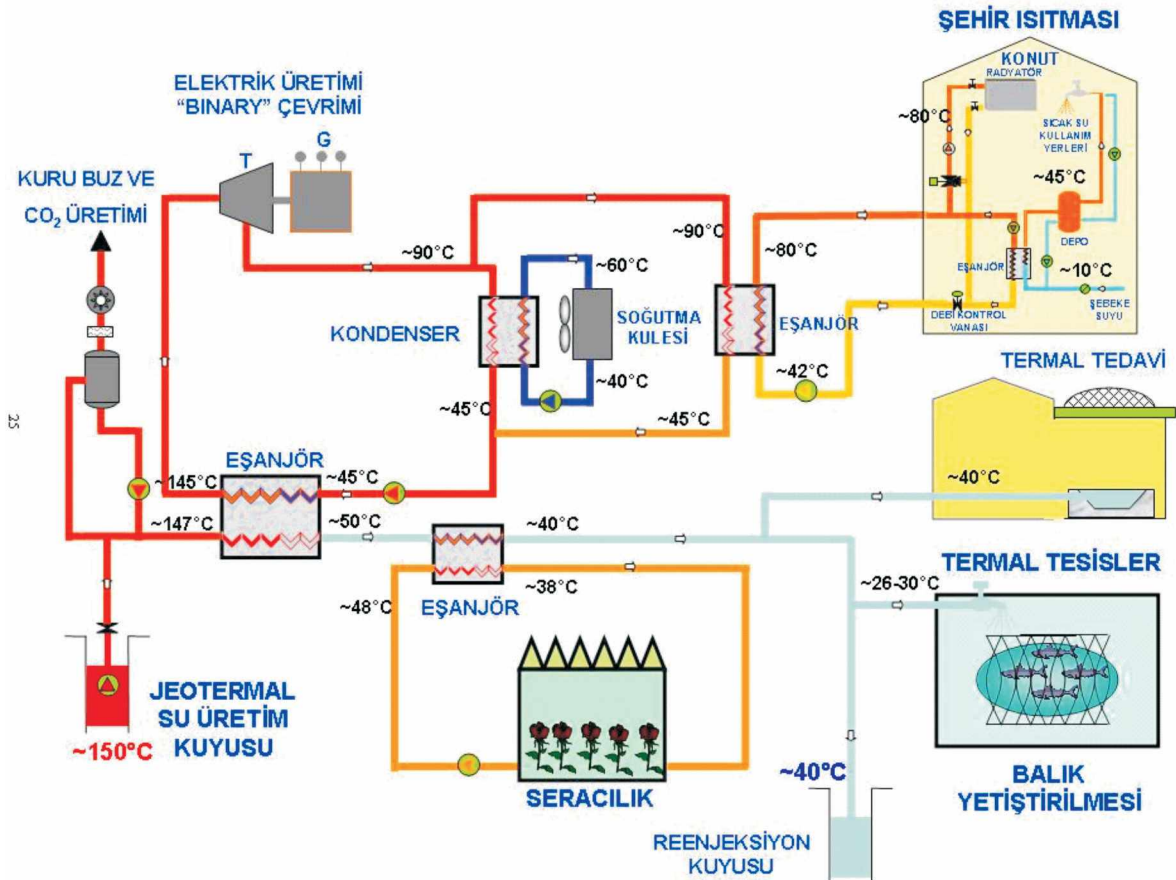 ŞEHİR ISITMASI
KONUT
RADYATÖR
~80°C
SICAK SU
KULLANIM
YERLERİ
~45°C
DEPO
EŞANJÖR
~10°C
ŞEBEKE
SUYU
DEBİ KONTROL
VANASI
ELEKTRİK ÜRETİMİ
“BINARY” ÇEVRİMİ
T
G
KURU BUZ VE
CO₂ ÜRETİMİ
~90°C
~90°C
~80°C
~60°C
KONDENSER
SOĞUTMA
KULESİ
EŞANJÖR
~40°C
~42°C
~45°C
~45°C
TERMAL TEDAVİ
~40°C
25
EŞANJÖR
~145°C
~45°C
~147°C
~50°C
~40°C
~38°C
~48°C
EŞANJÖR
TERMAL TESİSLER
~26-30°C
JEOTERMAL
SU ÜRETİM
KUYUSU
~150°C
SERACILIK
~40°C
BALIK
YETİŞTİRİLMESİ
REENJEKSİYON
KUYUSU